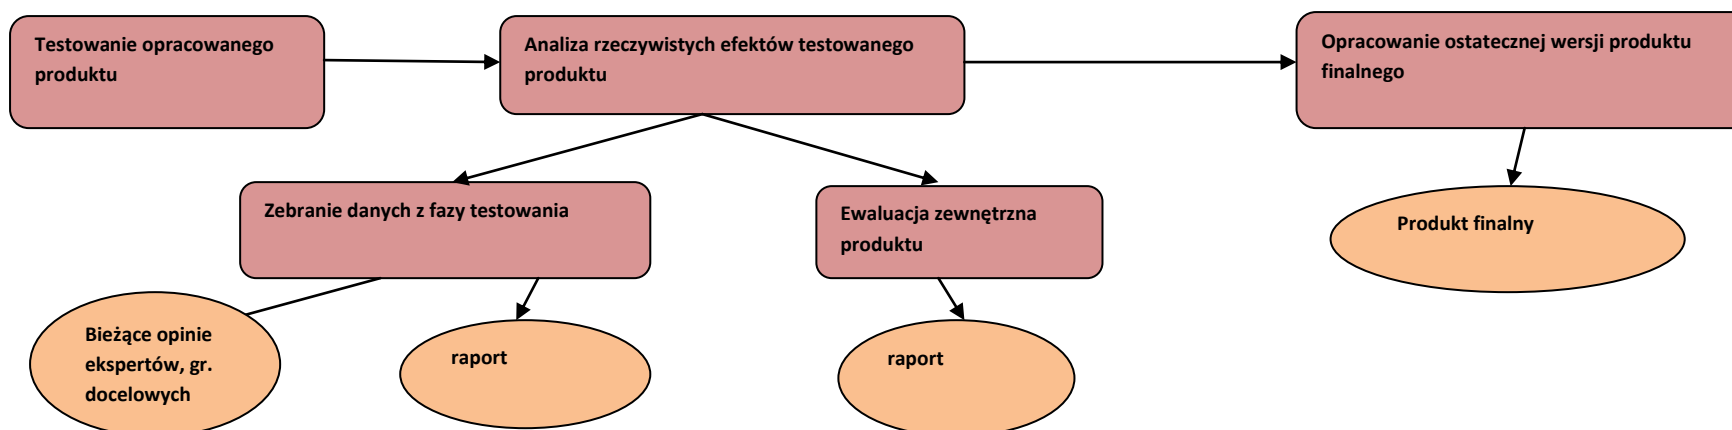 Testowanie opracowanego
produktu
Analiza rzeczywistych efektów testowanego
produktu
Opracowanie ostatecznej wersji produktu
finalnego
Zebranie danych z fazy testowania
Ewaluacja zewnętrzna
produktu
Produkt finalny
Bieżące opinie
ekspertów, gr.
docelowych
raport
raport